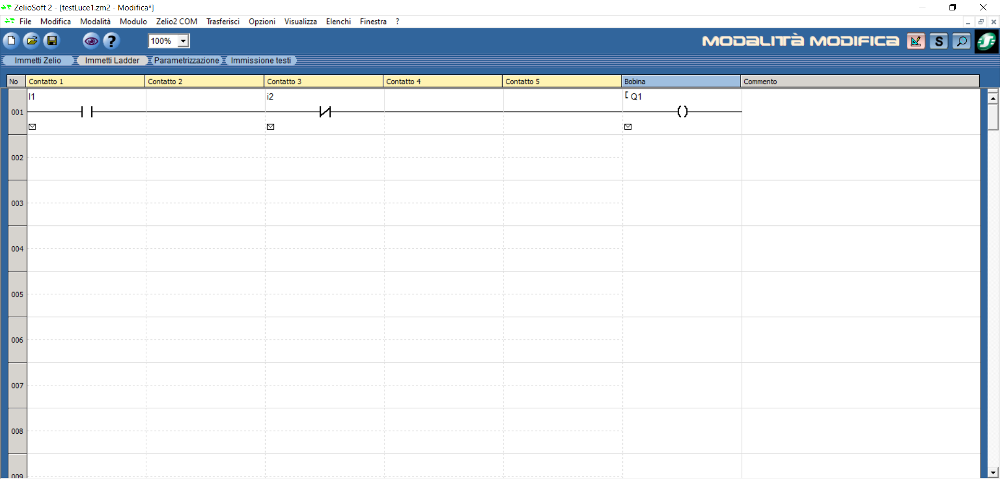 ZelioSoft 2 - [testLuce1.zm2 - Modifica*]
File Modifica Modalità Modulo Zelio2 COM Trasferisci Opzioni Visualizza Elenchi Finestra ?
? 100% MODALITÀ MODIFICA S
Immetti Zelio Immetti Ladder Parametrizzazione Immissione testi
No Contatto 1 Contatto 2 Contatto 3 Contatto 4 Contatto 5 Bobina Commento
I1 i2 [ Q1
001
002
003
004
005
006
007
008
009